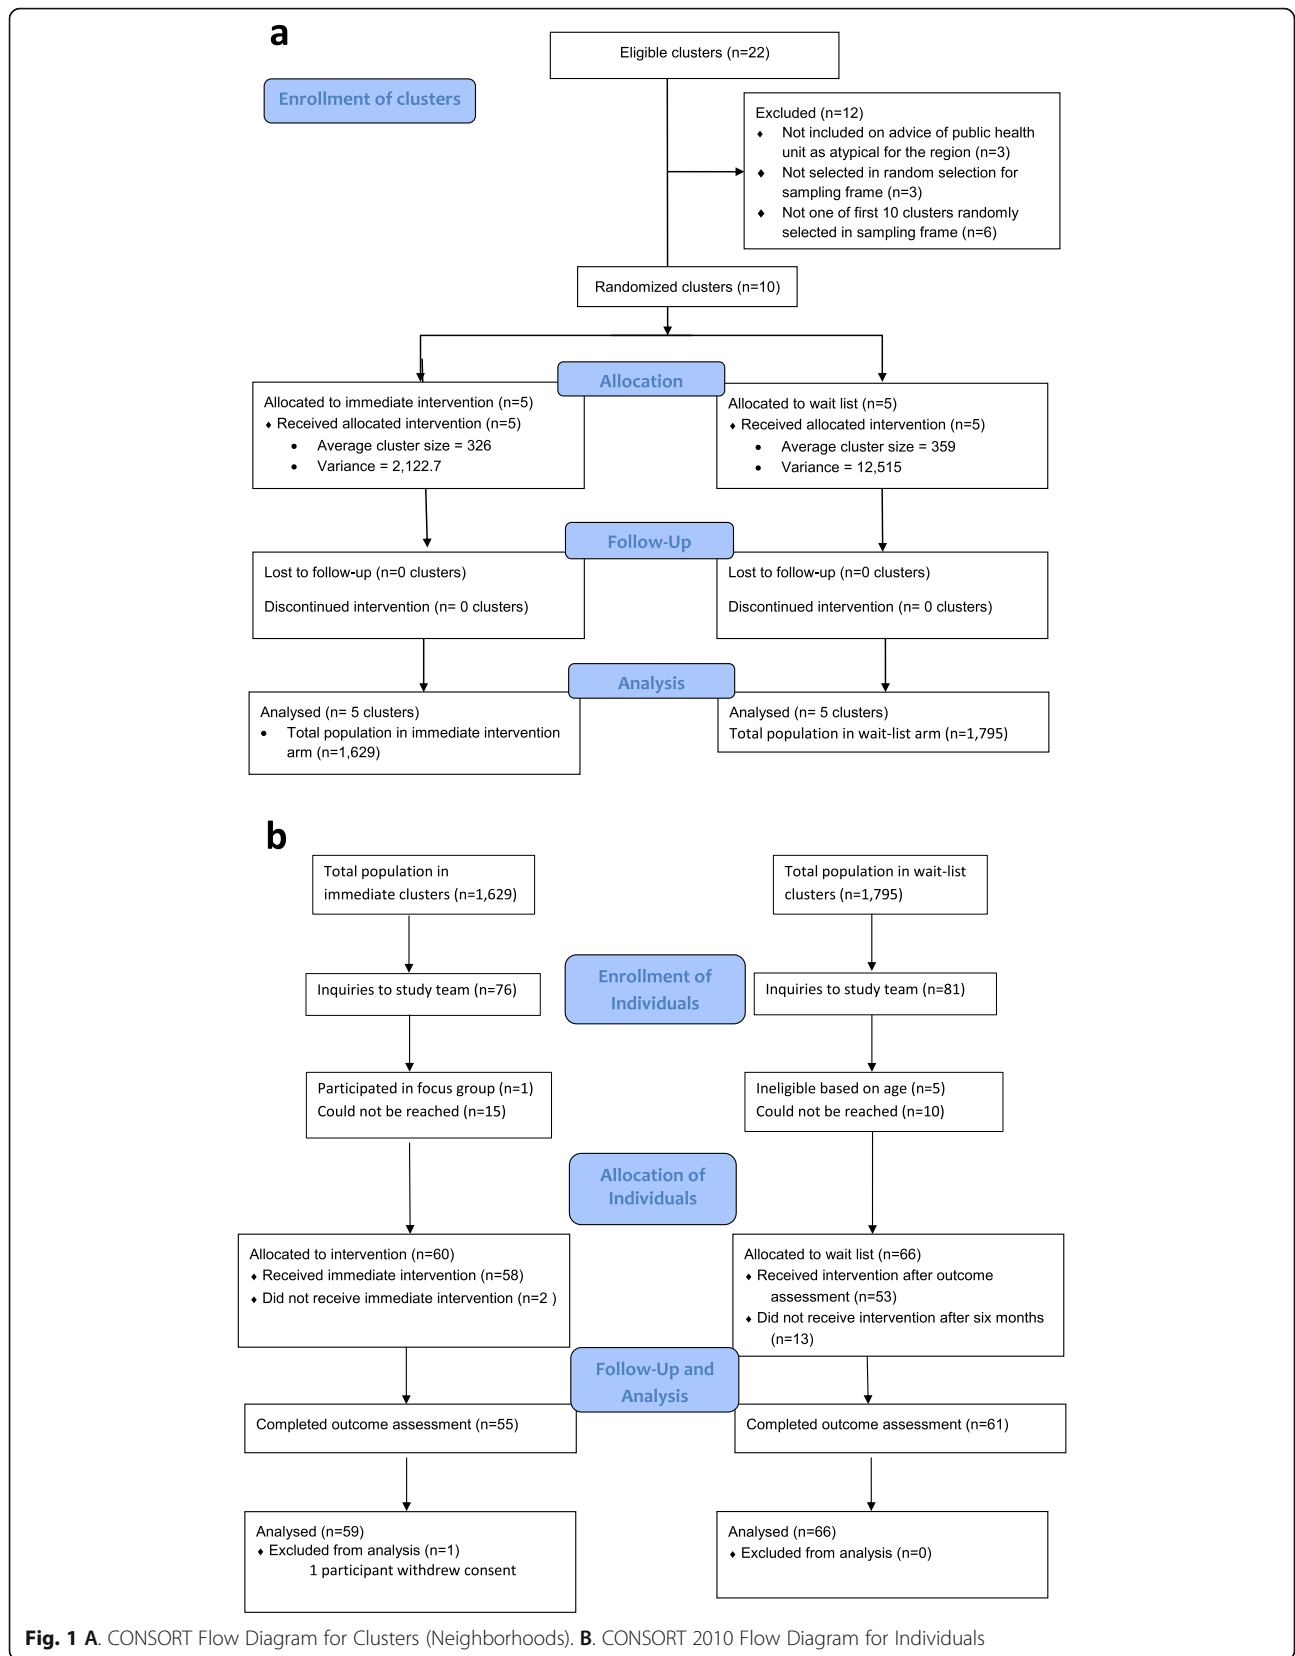 a
Eligible clusters (n=22)
Enrollment of clusters
Excluded (n=12)
♦ Not included on advice of public health
unit as atypical for the region (n=3)
♦ Not selected in random selection for
sampling frame (n=3)
♦ Not one of first 10 clusters randomly
selected in sampling frame (n=6)
Randomized clusters (n=10)
Allocation
Allocated to immediate intervention (n=5)
♦ Received allocated intervention (n=5)
• Average cluster size = 326
• Variance = 2,122.7
Allocated to wait list (n=5)
♦ Received allocated intervention (n=5)
• Average cluster size = 359
• Variance = 12,515
Follow-Up
Lost to follow-up (n=0 clusters)
Discontinued intervention (n= 0 clusters)
Lost to follow-up (n=0 clusters)
Discontinued intervention (n= 0 clusters)
Analysis
Analysed (n= 5 clusters)
• Total population in immediate intervention
arm (n=1,629)
Analysed (n= 5 clusters)
Total population in wait-list arm (n=1,795)
b
Total population in
immediate clusters (n=1,629)
Total population in wait-list
clusters (n=1,795)
Enrollment of
Individuals
Inquiries to study team (n=76)
Inquiries to study team (n=81)
Participated in focus group (n=1)
Could not be reached (n=15)
Ineligible based on age (n=5)
Could not be reached (n=10)
Allocation of
Individuals
Allocated to intervention (n=60)
♦ Received immediate intervention (n=58)
♦ Did not receive immediate intervention (n=2 )
Allocated to wait list (n=66)
♦ Received intervention after outcome
assessment (n=53)
♦ Did not receive intervention after six months
(n=13)
Follow-Up and
Analysis
Completed outcome assessment (n=55)
Completed outcome assessment (n=61)
Analysed (n=59)
♦ Excluded from analysis (n=1)
1 participant withdrew consent
Analysed (n=66)
♦ Excluded from analysis (n=0)
Fig. 1 A. CONSORT Flow Diagram for Clusters (Neighborhoods). B. CONSORT 2010 Flow Diagram for Individuals